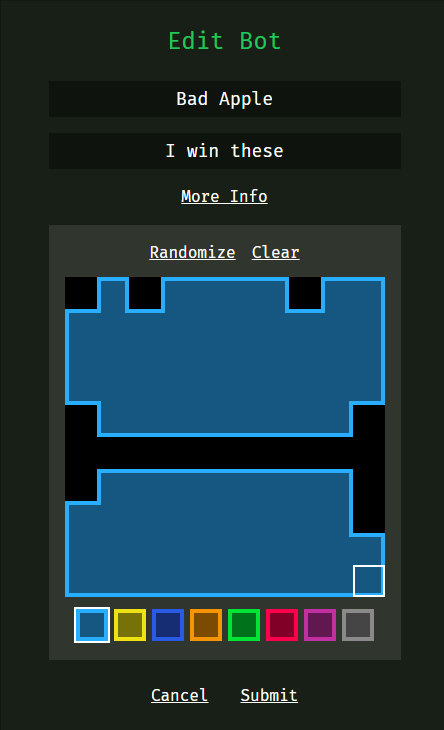 Edit Bot
Bad Apple
I win these
More Info
Randomize Clear
Cancel Submit